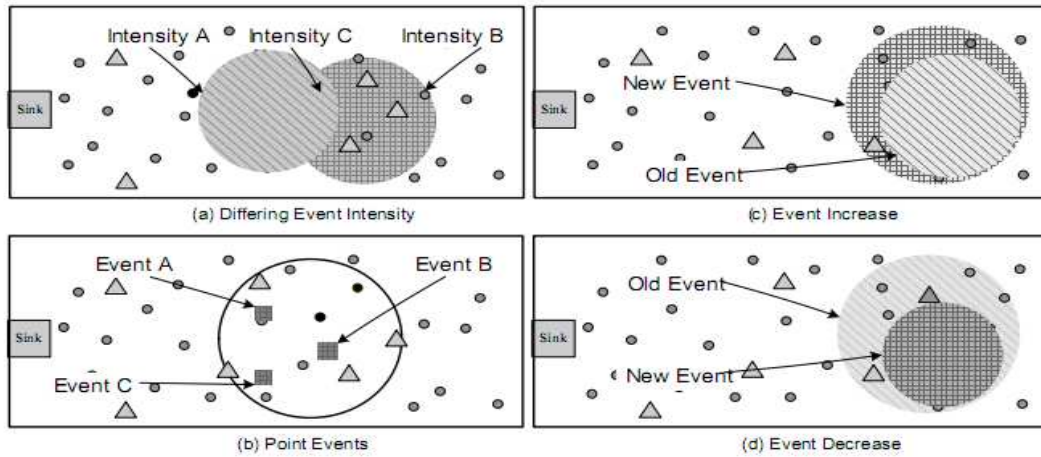 Intensity A
Intensity C
Intensity B
Sink
(a) Differing Event Intensity
New Event
Sink
Old Event
(c) Event Increase
Event A
Event B
Sink
Event C
(b) Point Events
Old Event
Sink
New Event
(d) Event Decrease